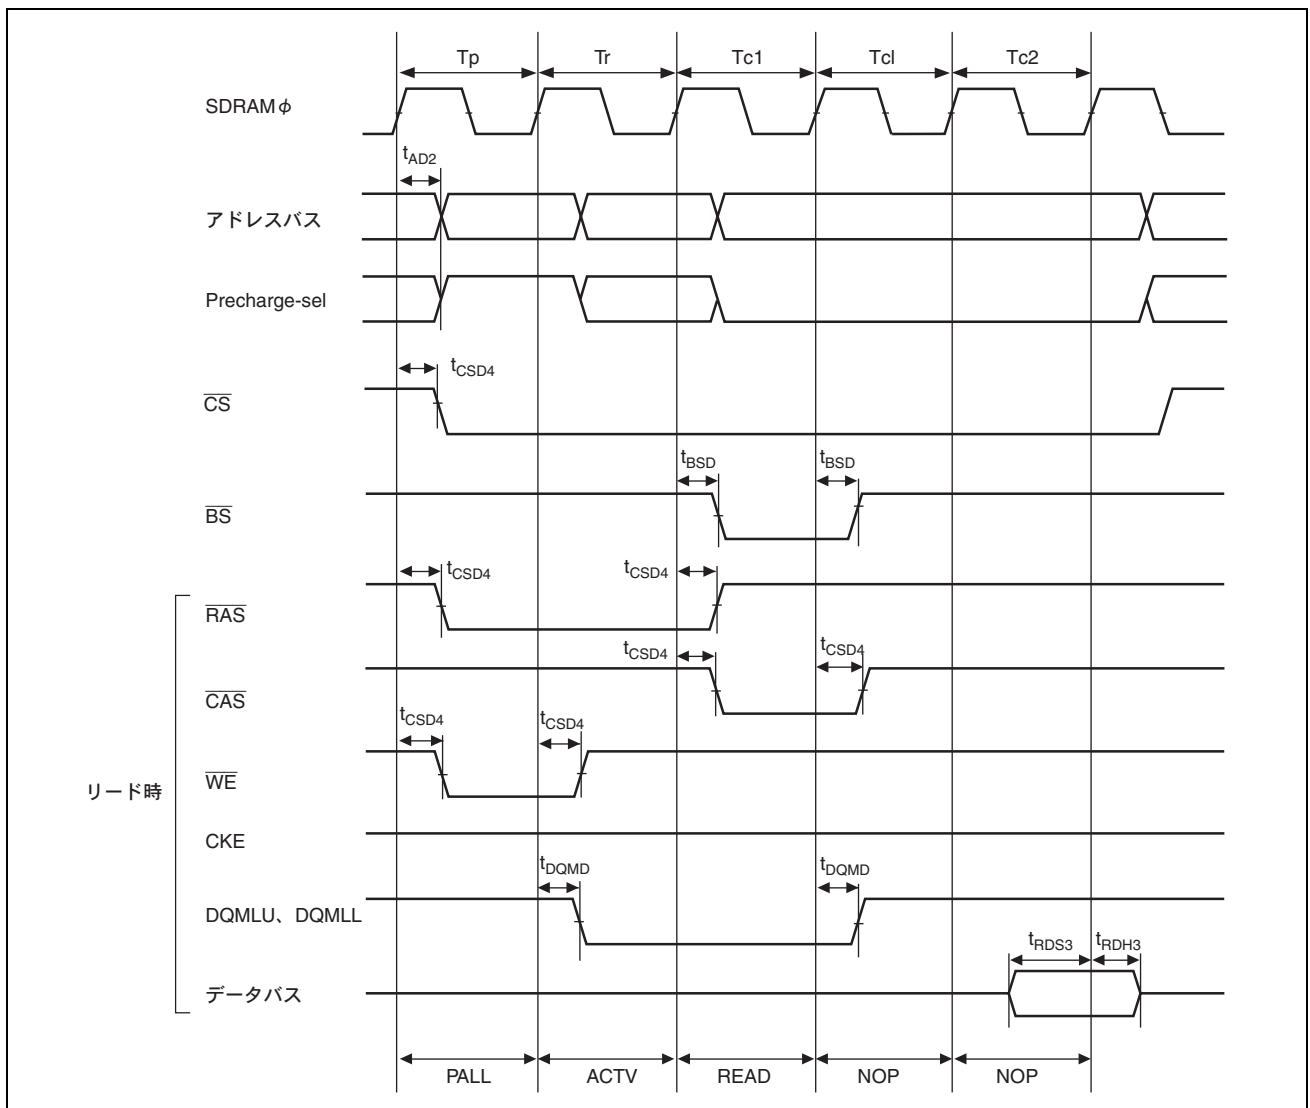 Tp Tr Tc1 Tcl Tc2
SDRAMφ
tAD2
アドレスバス
Precharge-sel
tCSD4
CS
tBSD tBSD
BS
tCSD4 tCSD4
RAS
tCSD4 tCSD4
CAS
tCSD4 tCSD4
WE
リード時
CKE
tDQMD tDQMD
DQMLU、DQMLL
tRDS3 tRDH3
データバス
PALL ACTV READ NOP NOP